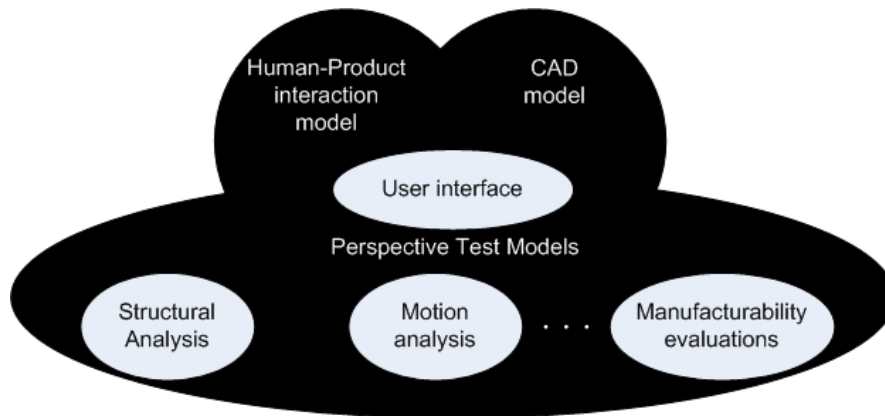 Human-Product
interaction
model
CAD
model
User interface
Perspective Test Models
Structural
Analysis
Motion
analysis
. . .
Manufacturability
evaluations